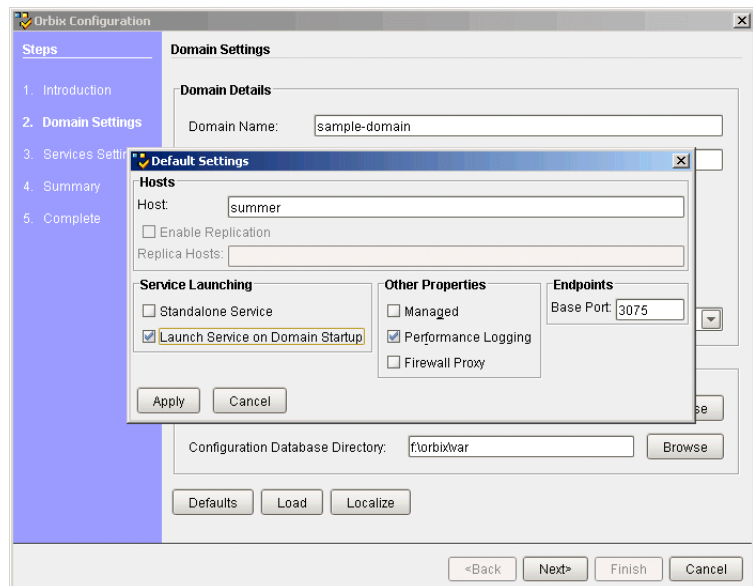 Orbix Configuration
Steps
1. Introduction
2. Domain Settings
3. Services Settin
4. Summary
5. Complete
Domain Settings
Domain Details
Domain Name: sample-domain
Default Settings
Hosts
Host: summer
Enable Replication
Replica Hosts:
Service Launching
Standalone Service
Launch Service on Domain Startup
Other Properties
Managed
Performance Logging
Firewall Proxy
Endpoints
Base Port: 3075
Apply Cancel
se
Configuration Database Directory: f:\orbix\var Browse
Defaults Load Localize
<Back Next> Finish Cancel